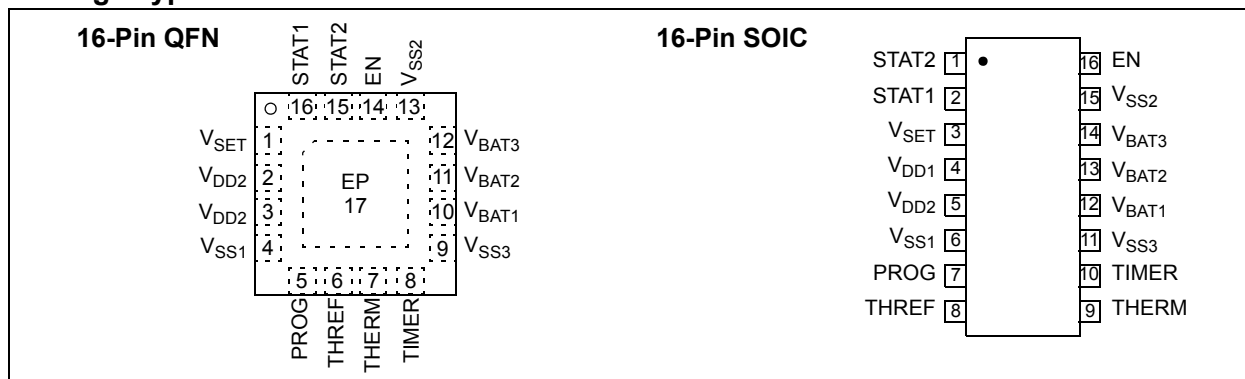 16-Pin QFN
STAT1
STAT2
EN
VSS2
16 15 14 13
VSET 1
VDD2 2
VDD2 3
VSS1 4
EP
17
12 VBAT3
11 VBAT2
10 VBAT1
9 VSS3
5 6 7 8
PROG
THREF
THERM
TIMER
16-Pin SOIC
STAT2 1
STAT1 2
VSET 3
VDD1 4
VDD2 5
VSS1 6
PROG 7
THREF 8
16 EN
15 VSS2
14 VBAT3
13 VBAT2
12 VBAT1
11 VSS3
10 TIMER
9 THERM